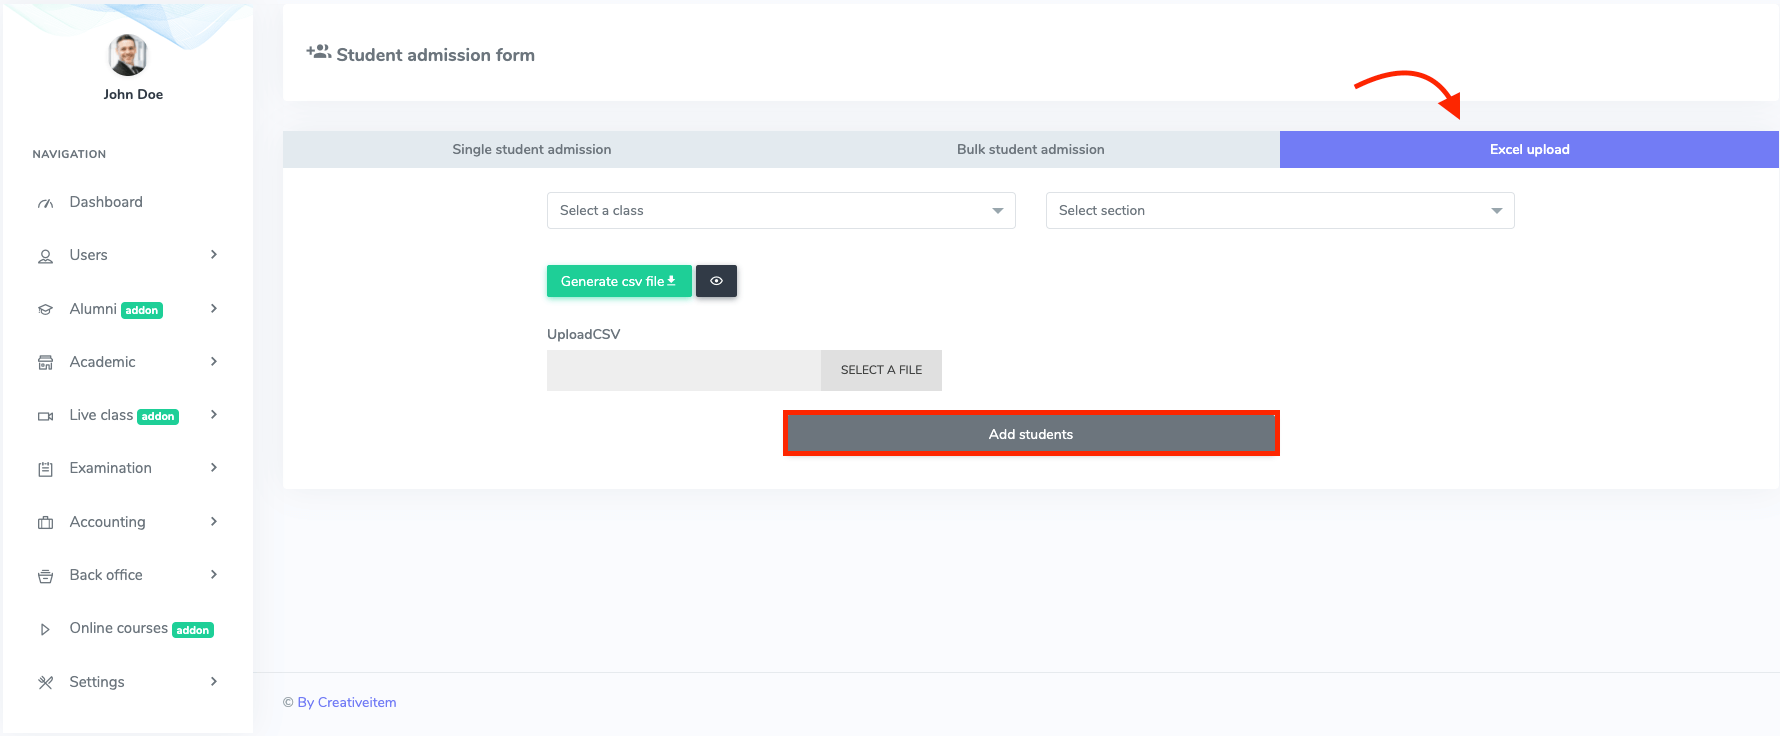 John Doe
NAVIGATION
Dashboard
Users
Alumni addon
Academic
Live class addon
Examination
Accounting
Back office
Online courses addon
Settings
Student admission form
Single student admission
Bulk student admission
Excel upload
Select a class
Select section
Generate csv file
UploadCSV
SELECT A FILE
Add students
© By Creativeitem